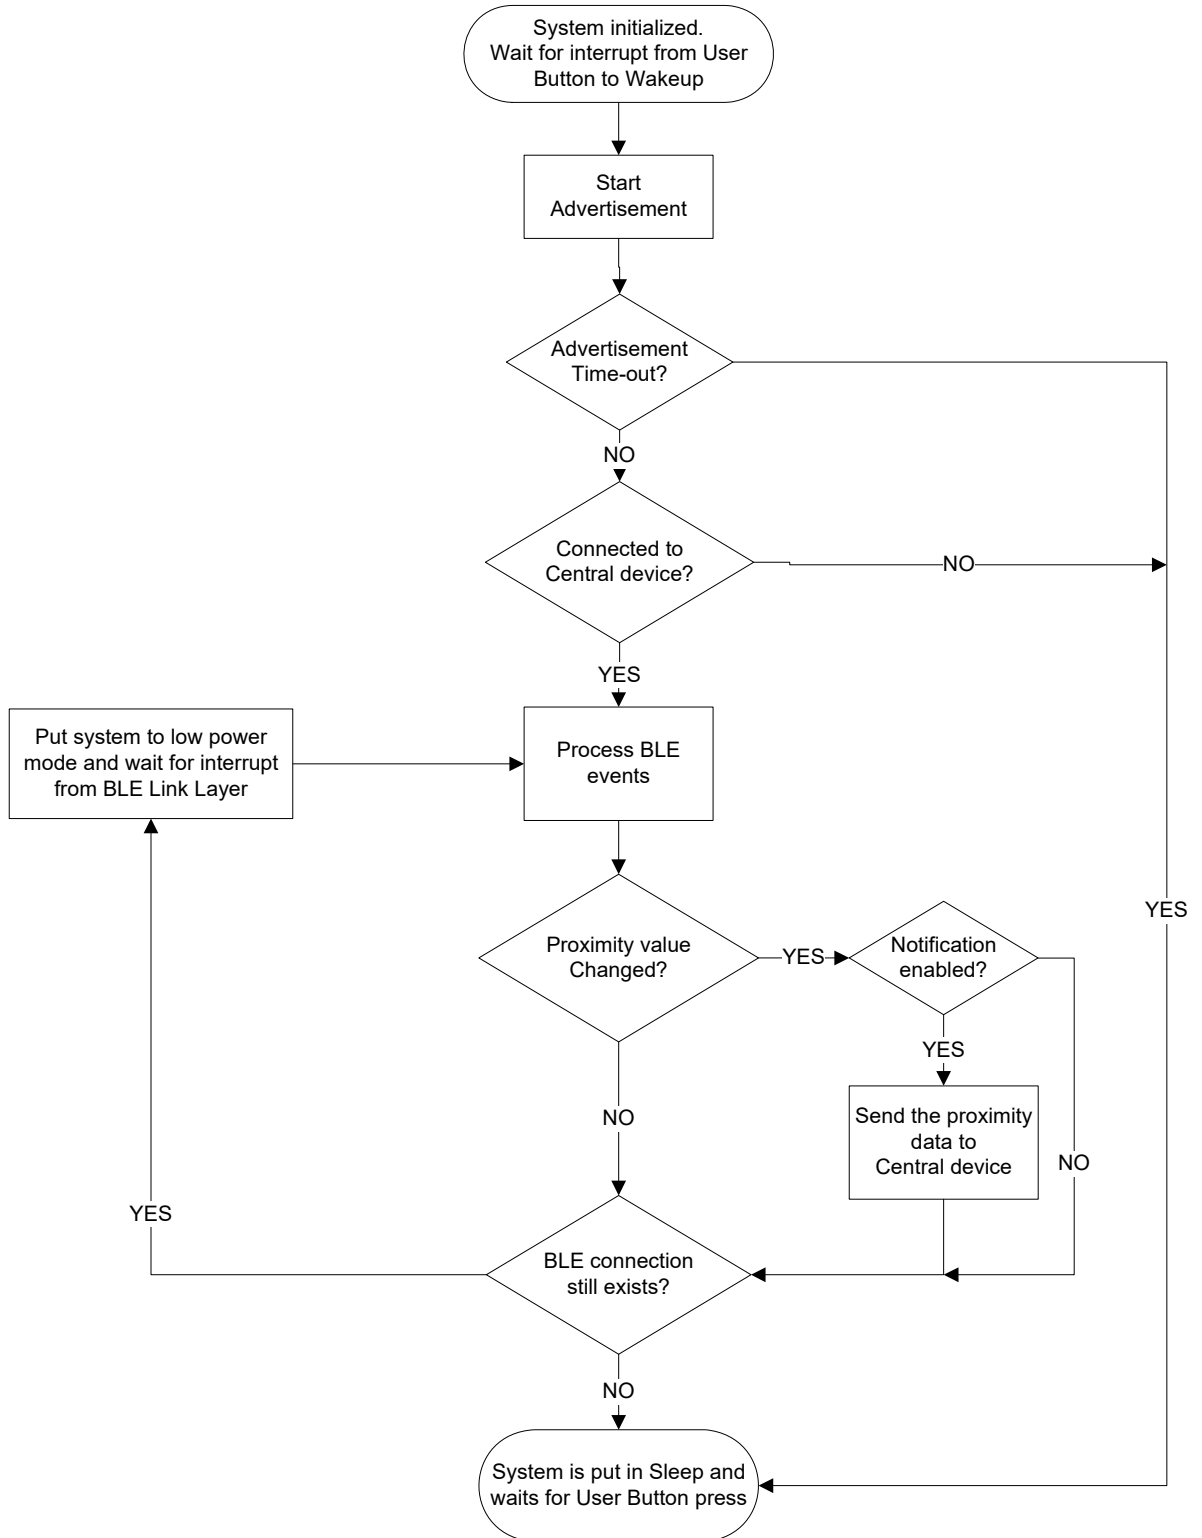 System initialized.
Wait for interrupt from User
Button to Wakeup
Start
Advertisement
Advertisement
Time-out?
NO
Connected to
Central device?
NO
YES
Put system to low power
mode and wait for interrupt
from BLE Link Layer
Process BLE
events
YES
Proximity value
Changed?
YES
Notification
enabled?
YES
NO
Send the proximity
data to
Central device
NO
YES
BLE connection
still exists?
NO
System is put in Sleep and
waits for User Button press